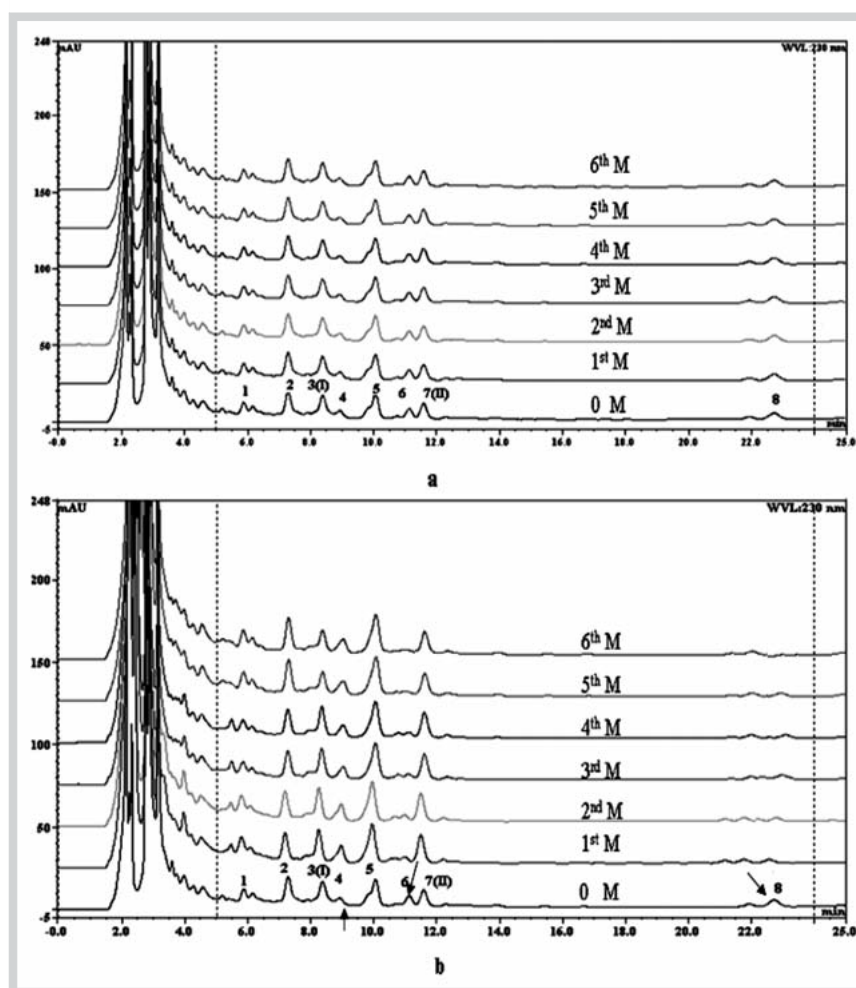 248
mAU WVL:230 nm
200
6th M
150
5th M
4th M
100
3rd M
2nd M
50
1st M
1 2 3(I) 4 5 6 7(II) 0 M 8
-5
min
-0.0 2.0 4.0 6.0 8.0 10.0 12.0 14.0 16.0 18.0 20.0 22.0 25.0
a
248
mAU WVL:230 nm
200
6th M
150
5th M
4th M
100
3rd M
2nd M
50
1st M
1 2 3(I) 4 5 6 7(II) 0 M 8
-5
min
-0.0 2.0 4.0 6.0 8.0 10.0 12.0 14.0 16.0 18.0 20.0 22.0 25.0
b